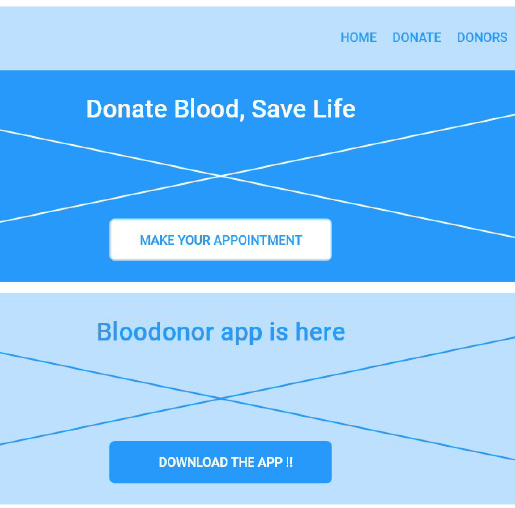 HOME DONATE DONORS
Donate Blood, Save Life
MAKE YOUR APPOINTMENT
Bloodonor app is here
DOWNLOAD THE APP !!